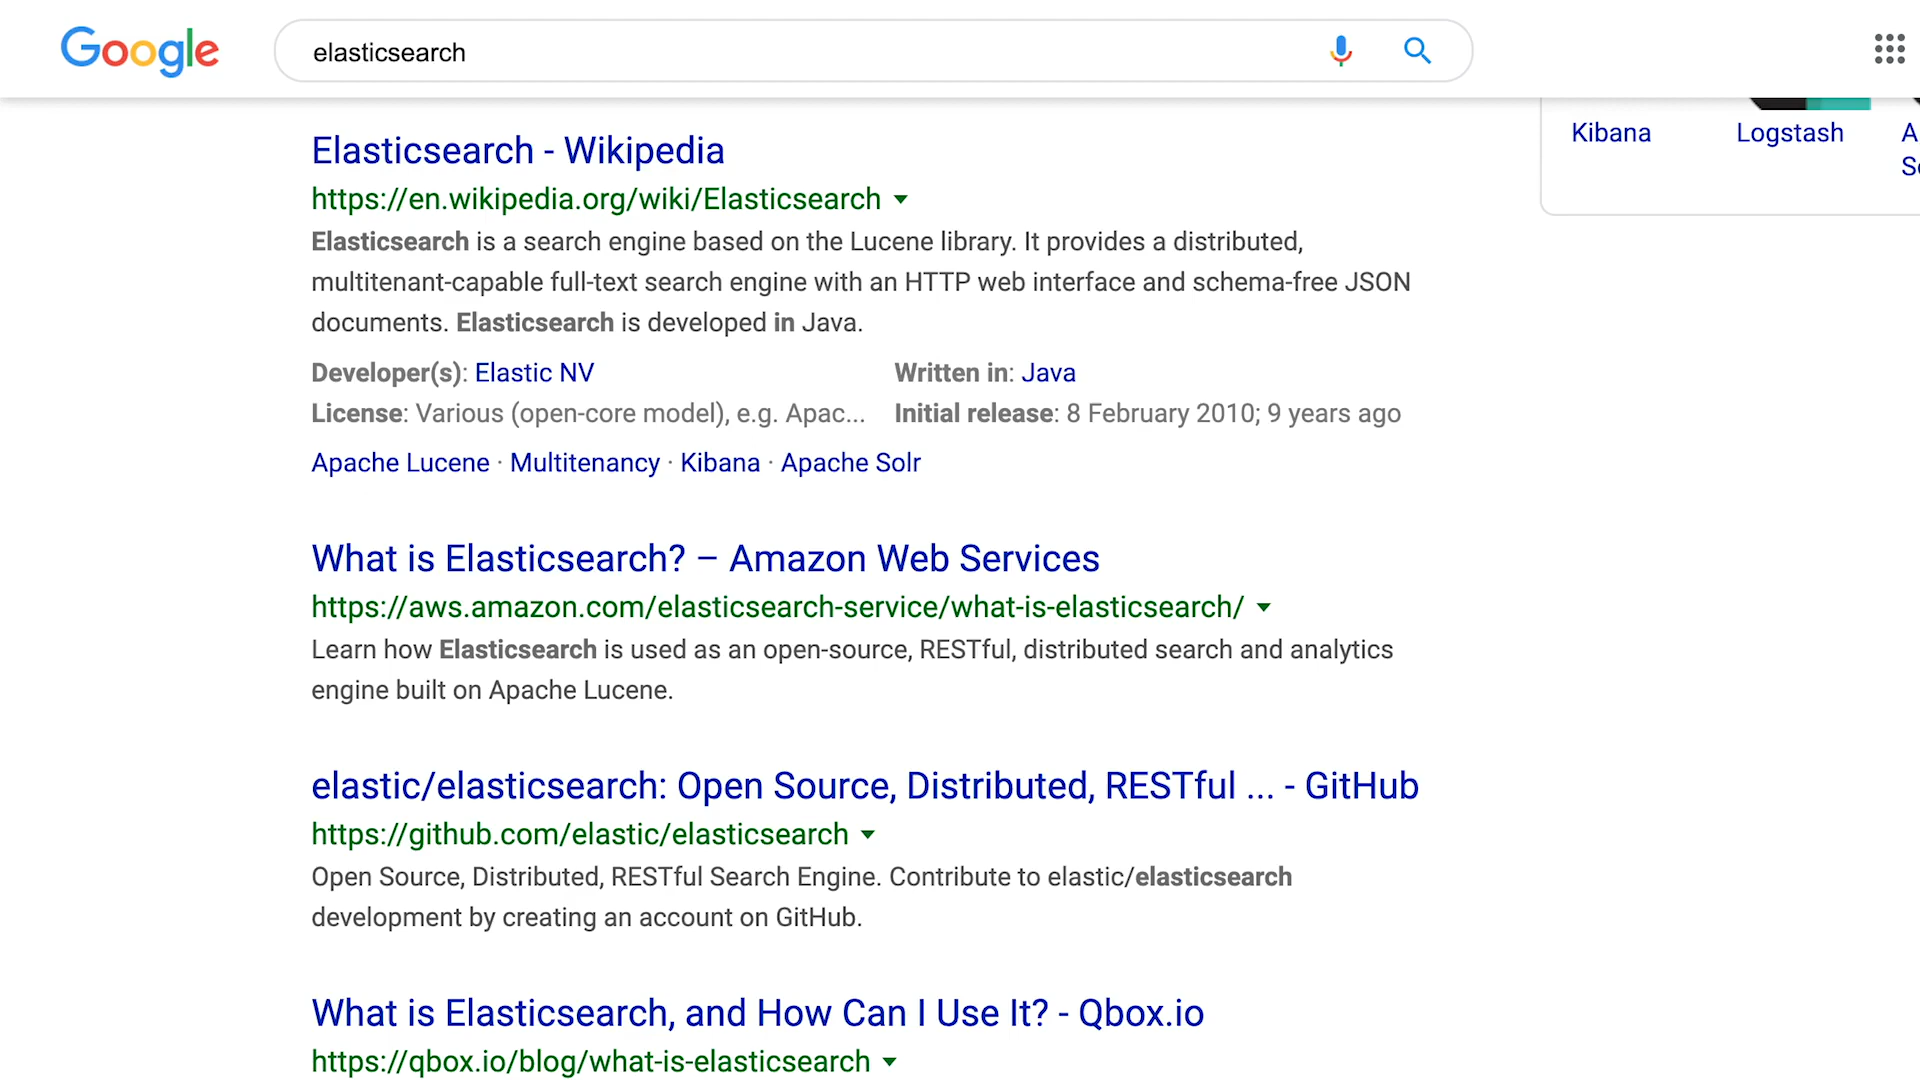 Google
elasticsearch
Kibana
Logstash
Elasticsearch - Wikipedia
https://en.wikipedia.org/wiki/Elasticsearch
Elasticsearch is a search engine based on the Lucene library. It provides a distributed,
multitenant-capable full-text search engine with an HTTP web interface and schema-free JSON
documents. Elasticsearch is developed in Java.
Developer(s): Elastic NV
Written in: Java
License: Various (open-core model), e.g. Apac...
Initial release: 8 February 2010; 9 years ago
Apache Lucene · Multitenancy · Kibana · Apache Solr
What is Elasticsearch? – Amazon Web Services
https://aws.amazon.com/elasticsearch-service/what-is-elasticsearch/
Learn how Elasticsearch is used as an open-source, RESTful, distributed search and analytics
engine built on Apache Lucene.
elastic/elasticsearch: Open Source, Distributed, RESTful ... - GitHub
https://github.com/elastic/elasticsearch
Open Source, Distributed, RESTful Search Engine. Contribute to elastic/elasticsearch
development by creating an account on GitHub.
What is Elasticsearch, and How Can I Use It? - Qbox.io
https://qbox.io/blog/what-is-elasticsearch